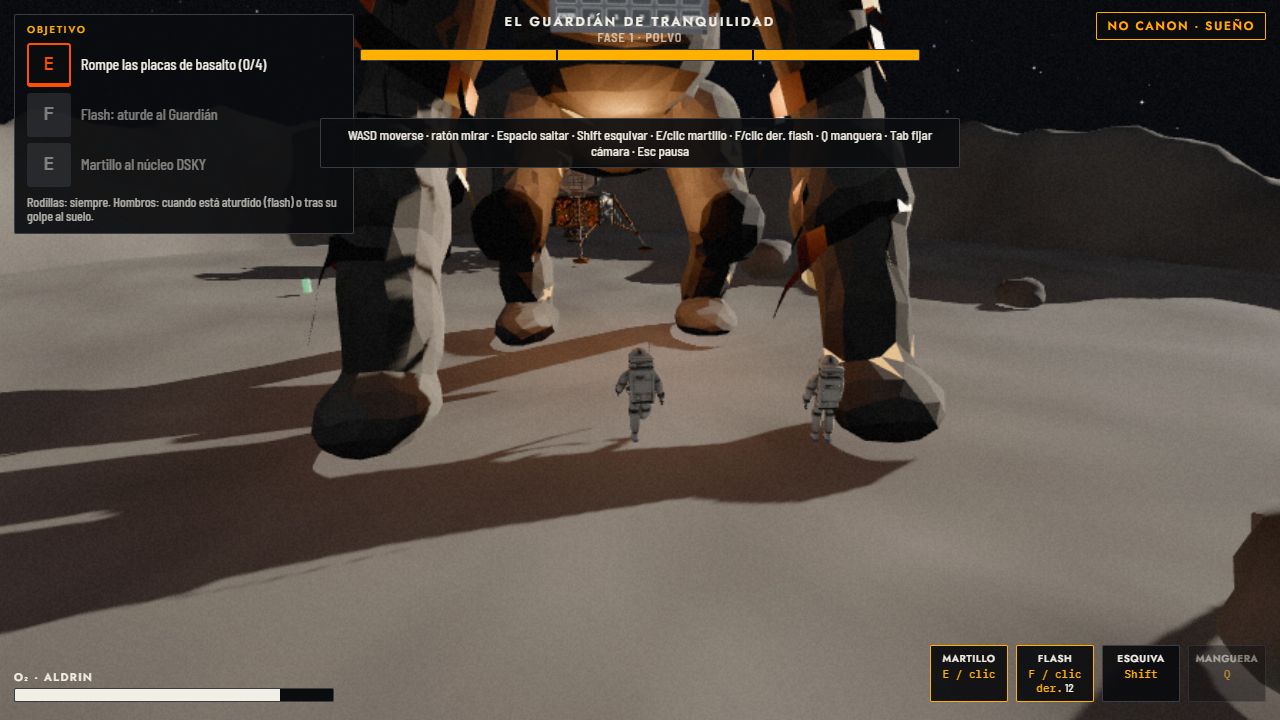 OBJETIVO
E
Rompe las placas de basalto (0/4)
F
Flash: aturde al Guardián
E
Martillo al núcleo DSKY
Rodillas: siempre. Hombros: cuando está aturdido (flash) o tras su
golpe al suelo.
EL GUARDIÁN DE TRANQUILIDAD
FASE 1 · POLVO
WASD moverse · ratón mirar · Espacio saltar · Shift esquivar · E/clic martillo · F/clic der. flash · Q manguera · Tab fijar
cámara · Esc pausa
NO CANON · SUEÑO
O₂ · ALDRIN
MARTILLO
E / clic
FLASH
F / clic
der. 12
ESQUIVA
Shift
MANGUERA
Q